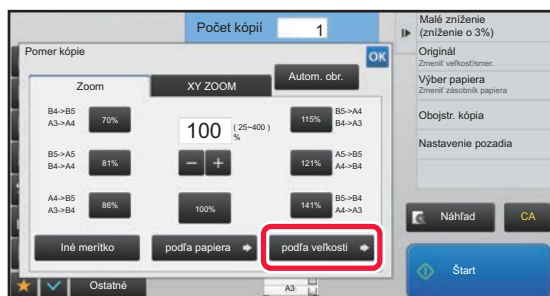 Počet kópií 1
Pomer kópie
OK
Zoom
XY ZOOM
Autom. obr.
B4->B5
A3->A4
70%
100
( 25~400 )
%
115%
B5->A4
B4->A3
B5->A5
B4->A4
81%
121%
A5->B5
A4->B4
A4->B5
A3->B4
86%
100%
141%
B5->B4
A4->A3
Iné merítko
podľa papiera
podľa veľkosti
Ostatné
A3
Malé zníženie
(zníženie o 3%)
Originál
Zmeniť veľkosť/smer.
Výber papiera
Zmeniť zásobník papiera
Obojstr. kópia
Nastavenie pozadia
Náhľad
CA
Štart